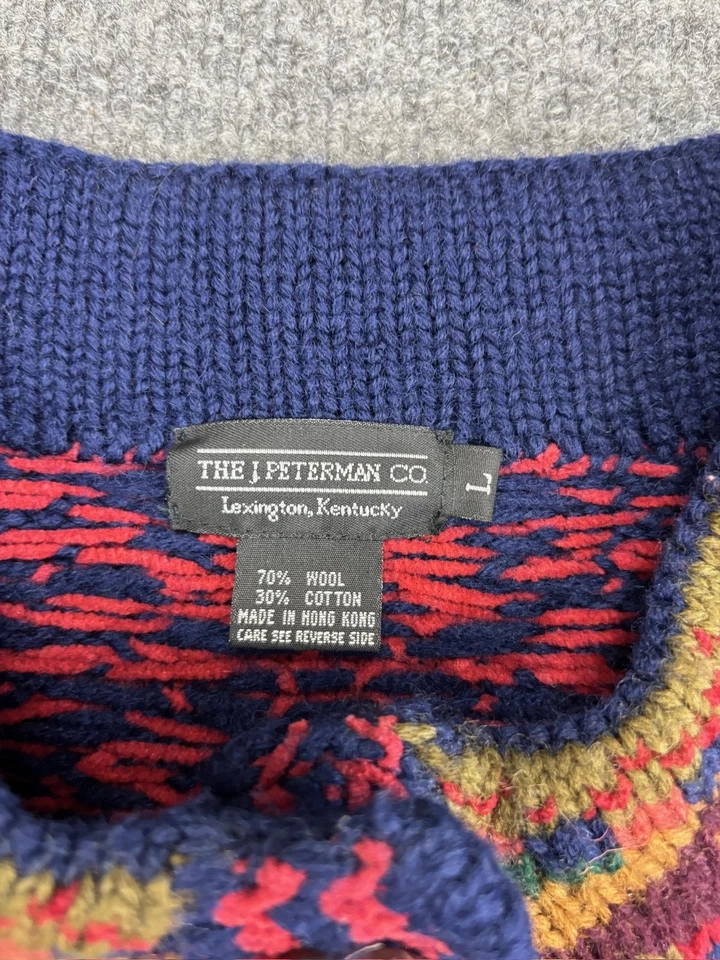 THE J. PETERMAN CO.
Lexington, Kentucky
L
70% WOOL
30% COTTON
MADE IN HONG KONG
CARE SEE REVERSE SIDE